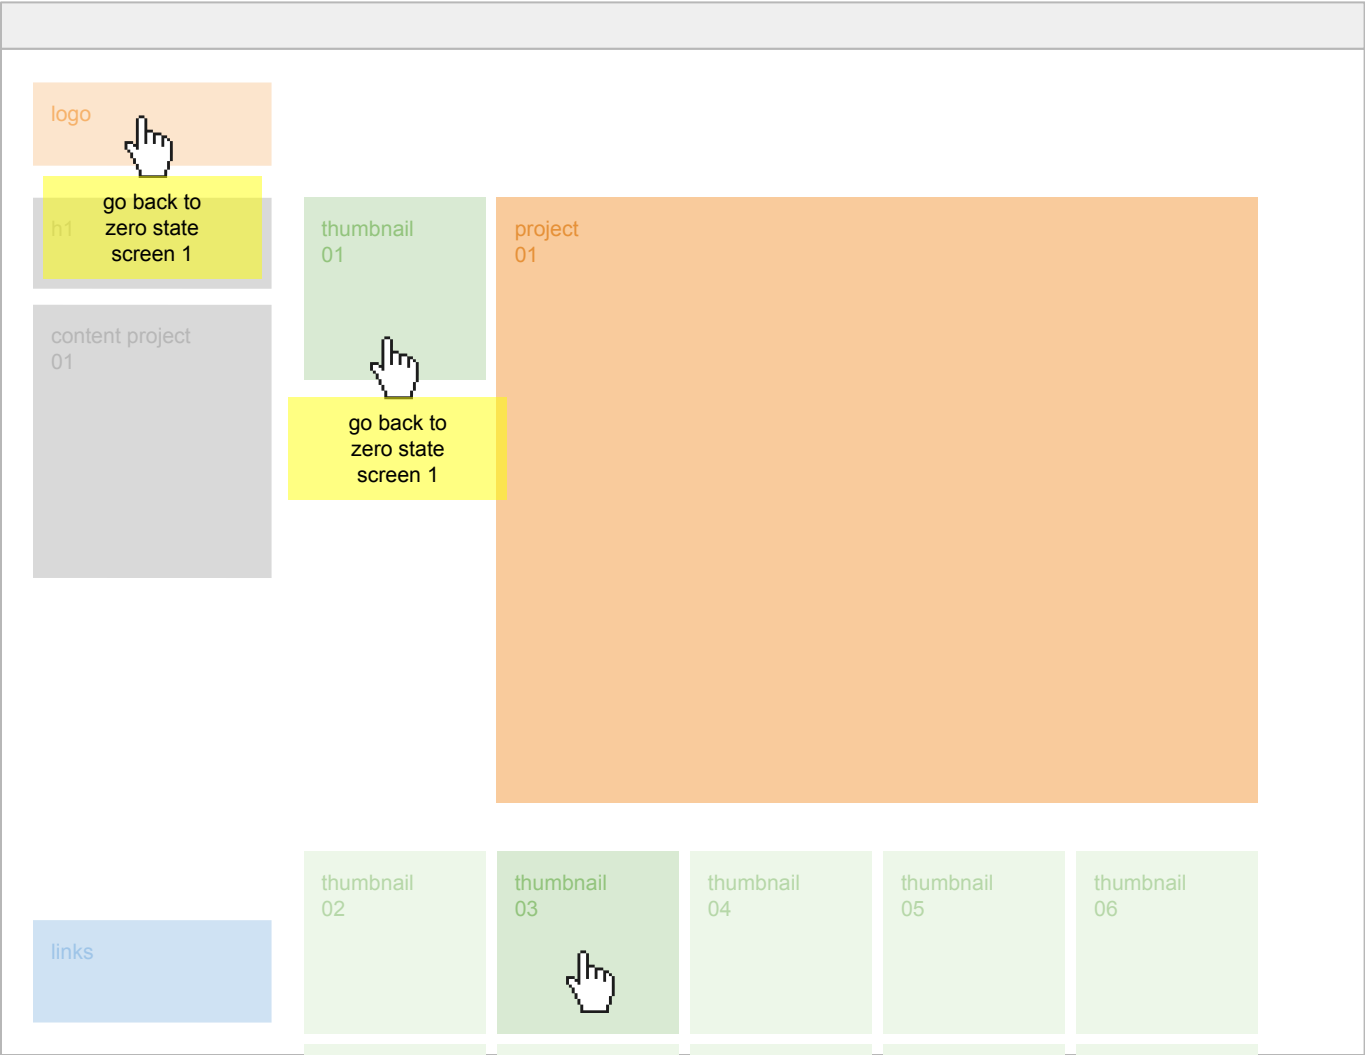 logo
go back to
zero state
screen 1
h1
content project
01
thumbnail
01
go back to
zero state
screen 1
project
01
links
thumbnail
02
thumbnail
03
thumbnail
04
thumbnail
05
thumbnail
06